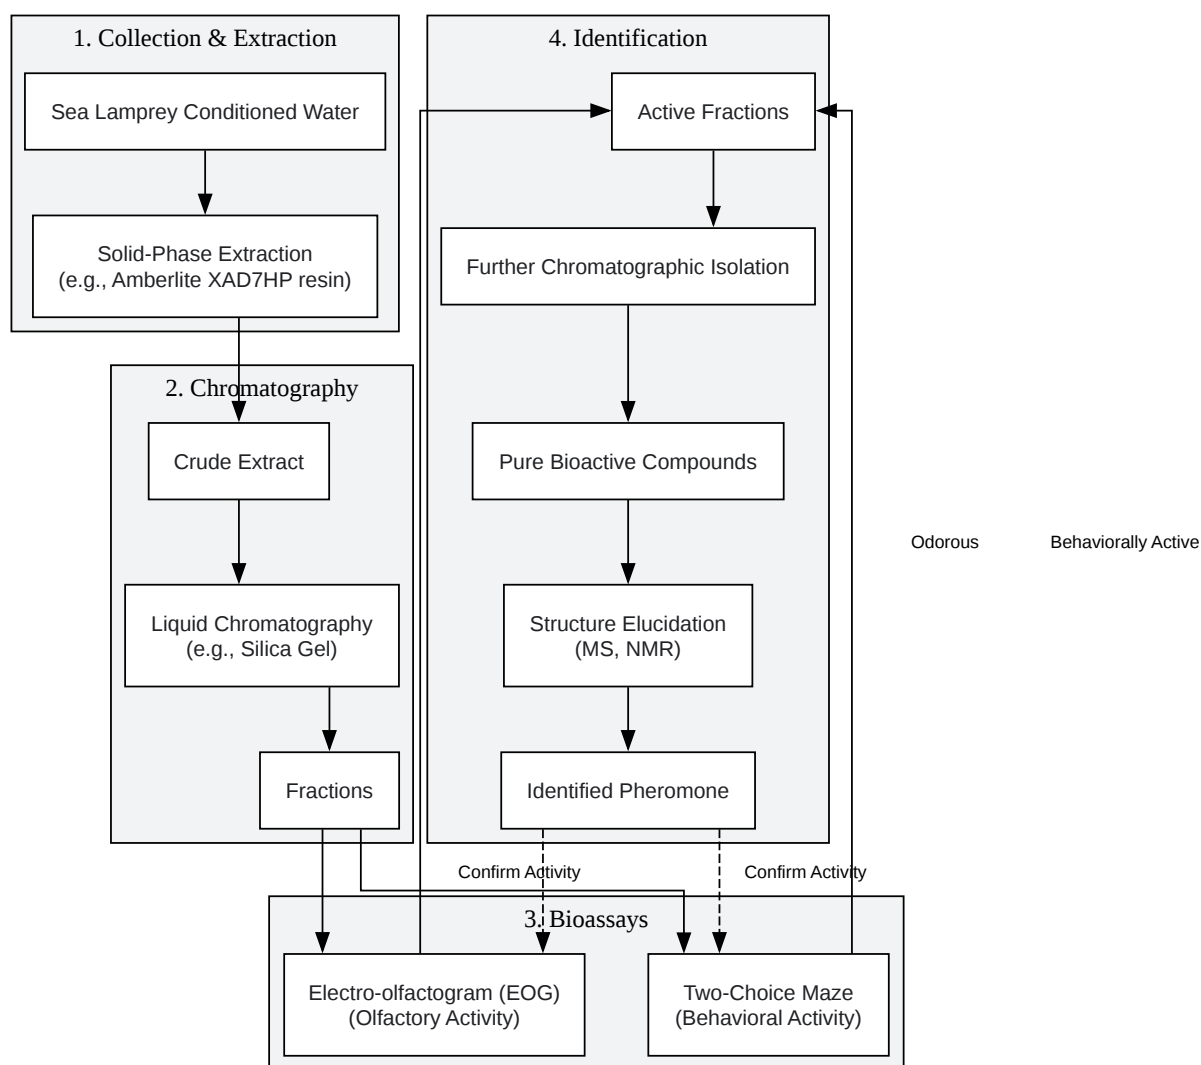 1. Collection & Extraction
Sea Lamprey Conditioned Water
Solid-Phase Extraction
(e.g., Amberlite XAD7HP resin)
2. Chromatography
Crude Extract
Liquid Chromatography
(e.g., Silica Gel)
Fractions
4. Identification
Active Fractions
Further Chromatographic Isolation
Pure Bioactive Compounds
Structure Elucidation
(MS, NMR)
Identified Pheromone
Odorous
Behaviorally Active
Confirm Activity
Confirm Activity
3. Bioassays
Electro-olfactogram (EOG)
(Olfactory Activity)
Two-Choice Maze
(Behavioral Activity)